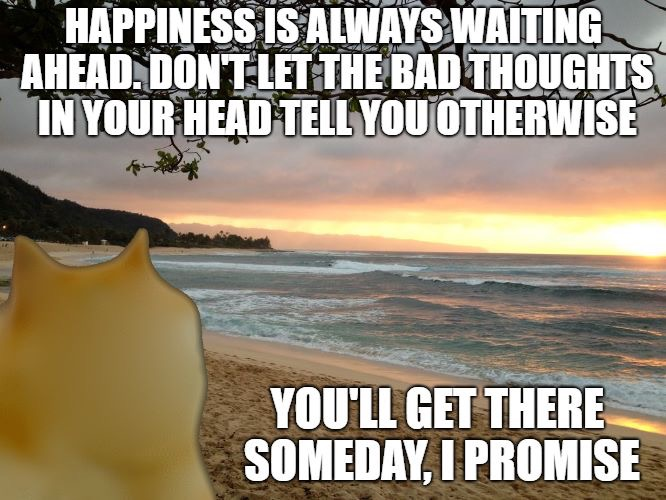 HAPPINESS IS ALWAYS WAITING
AHEAD. DON'T LET THE BAD THOUGHTS
IN YOUR HEAD TELL YOU OTHERWISE
YOU'LL GET THERE
SOMEDAY, I PROMISE